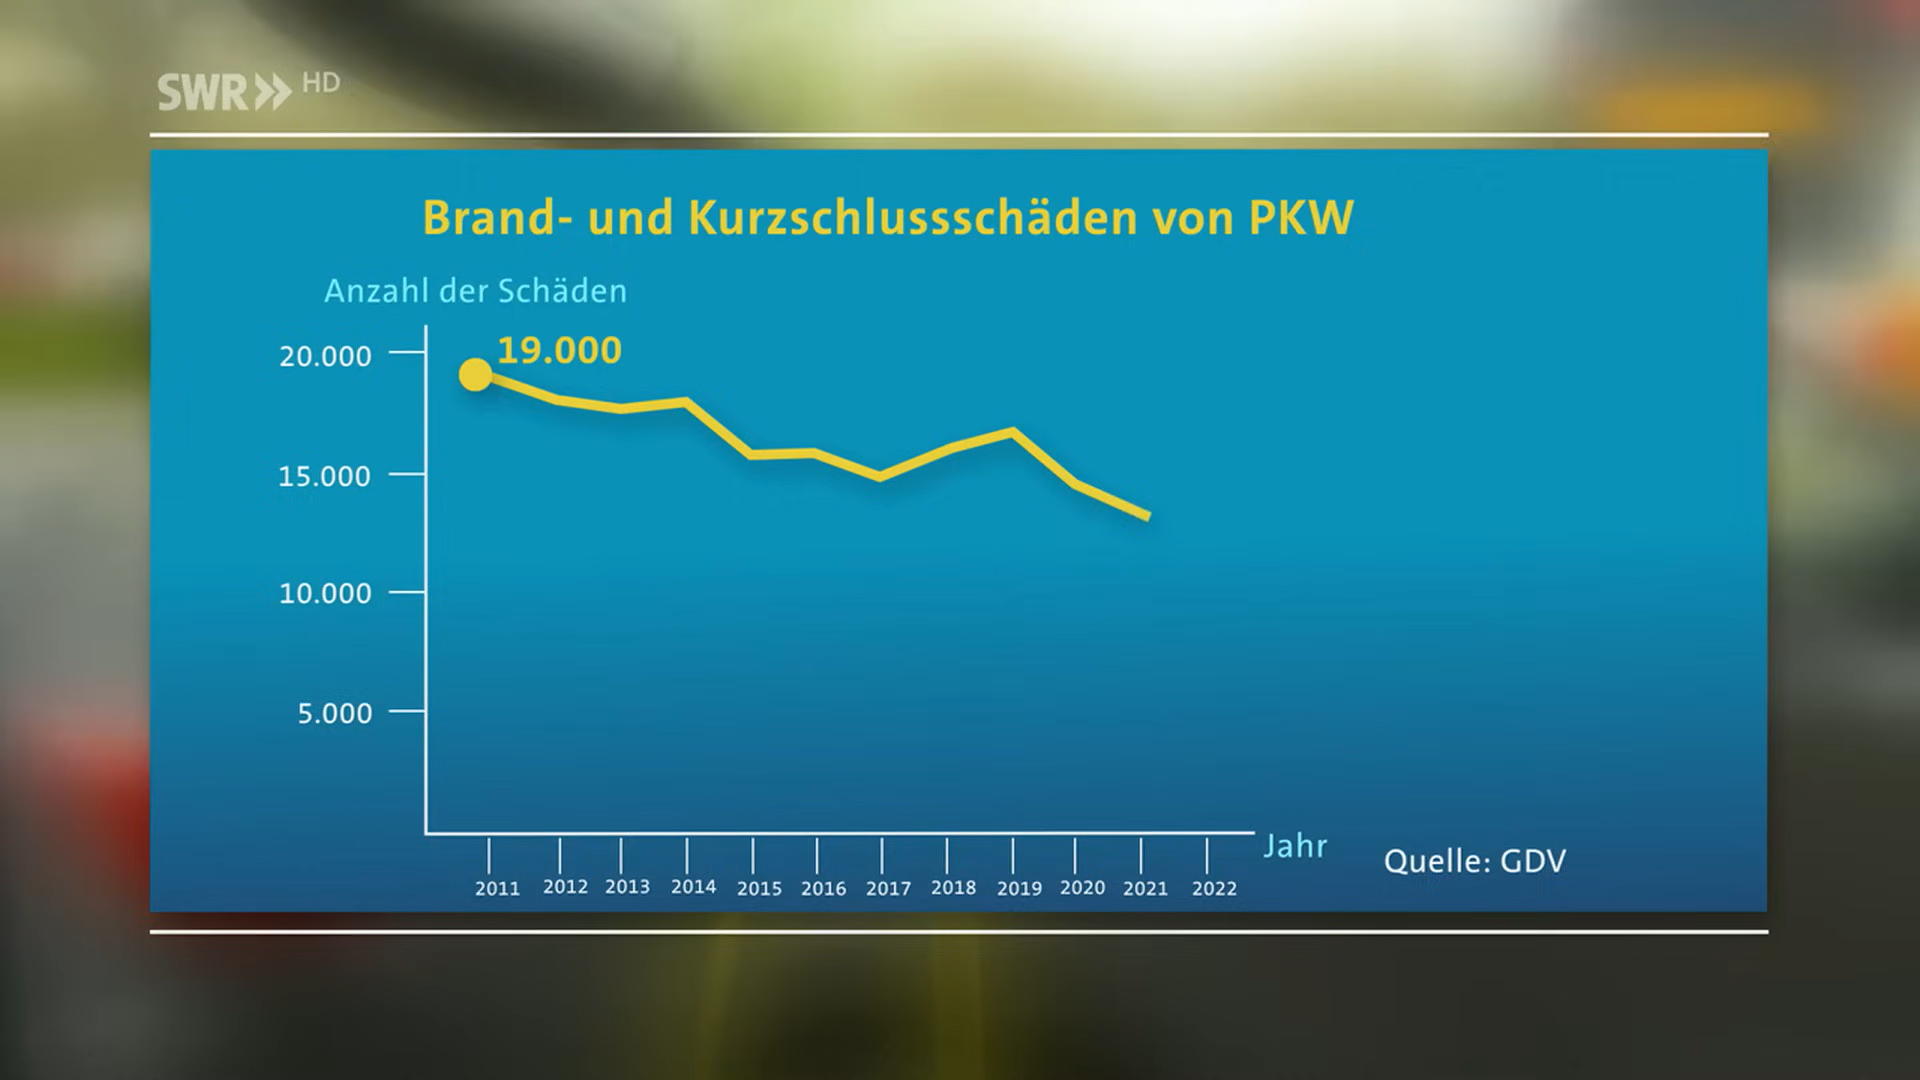 SWR» HD
Brand- und Kurzschlussschäden von PKW
Anzahl der Schäden
19.000
20.000
15.000
10.000
5.000
Jahr
2011 2012 2013 2014 2015 2016 2017 2018 2019 2020 2021 2022
Quelle: GDV